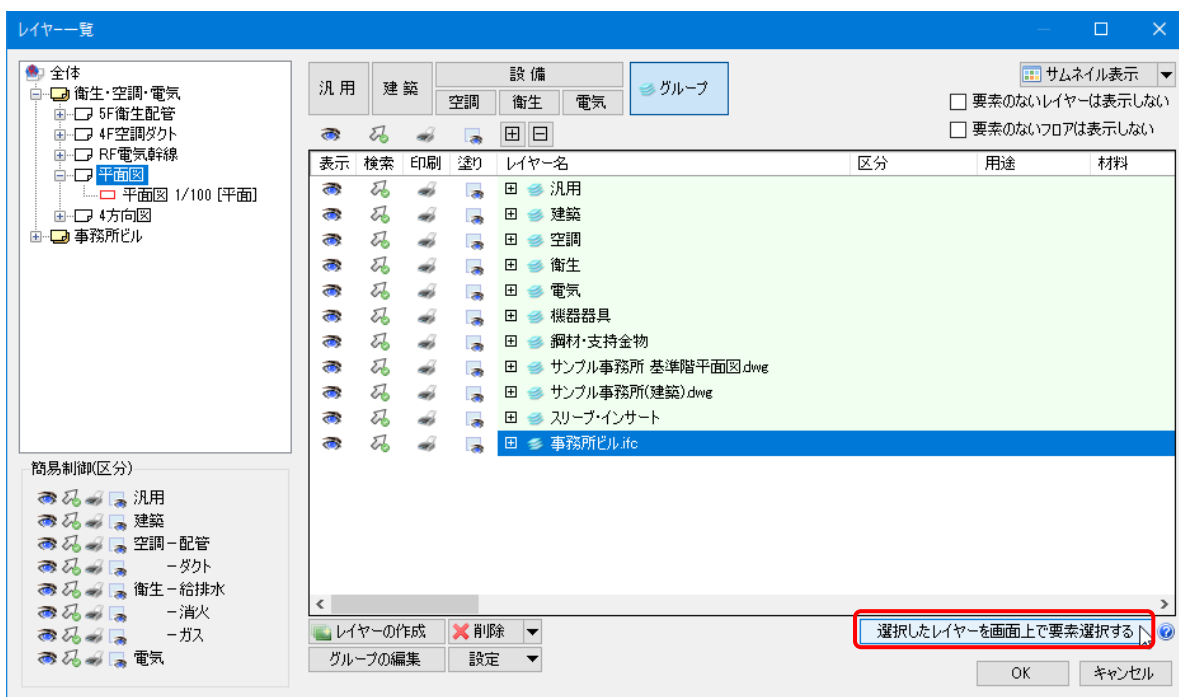 レイヤー一覧
全体
衛生・空調・電気
5F衛生配管
4F空調ダクト
RF電気幹線
平面図
平面図 1/100 [平面]
4方向図
事務所ビル
汎用
建築
設備
空調
衛生
電気
グループ
サムネイル表示
要素のないレイヤーは表示しない
要素のないフロアは表示しない
表示 検索 印刷 塗り レイヤー名 区分 用途 材料
汎用
建築
空調
衛生
電気
機器器具
鋼材・支持金物
サンプル事務所 基準階平面図.dwg
サンプル事務所(建築).dwg
スリーブ・インサート
事務所ビル.ifc
簡易制御(区分)
汎用
建築
空調－配管
－ダクト
衛生－給排水
－消火
－ガス
電気
レイヤーの作成 削除
選択したレイヤーを画面上で要素選択する
グループの編集 設定
OK キャンセル